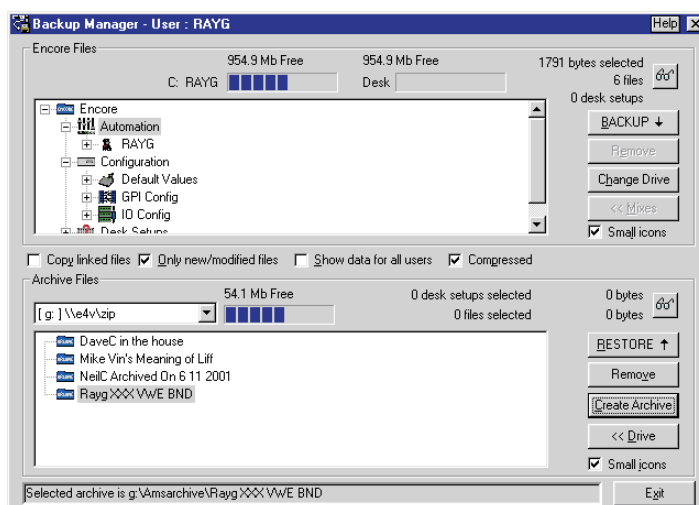 Backup Manager - User : RAYG
Help
Encore Files
954.9 Mb Free
954.9 Mb Free
1791 bytes selected
C: RAYG
Desk
6 files
0 desk setups
Encore
Automation
RAYG
Configuration
Default Values
GPI Config
IO Config
Desk Setups
BACKUP
Remove
Change Drive
<< Mixes
Small icons
Copy linked files
Only new/modified files
Show data for all users
Compressed
Archive Files
54.1 Mb Free
0 desk setups selected
0 bytes
[ g: ] \\e4v\zip
0 files selected
0 bytes
DaveC in the house
Mike Vin's Meaning of Liff
NeilC Archived On 6 11 2001
Rayg XXX VWE BND
RESTORE
Remove
Create Archive
<< Drive
Small icons
Selected archive is g:\Amsarchive\Rayg XXX VWE BND
Exit